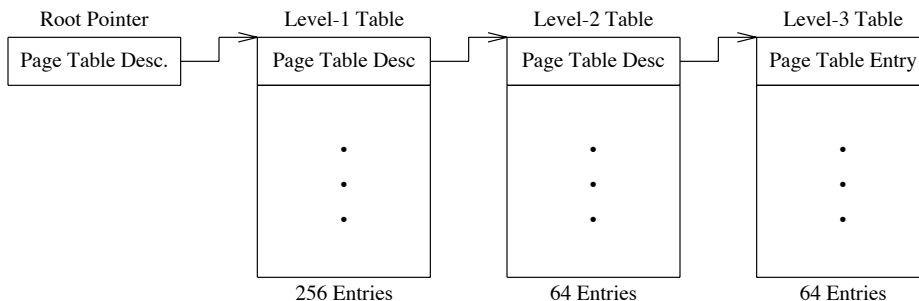 Root Pointer
Level-1 Table
Level-2 Table
Level-3 Table
Page Table Desc.
Page Table Desc
Page Table Desc
Page Table Entry
256 Entries
64 Entries
64 Entries